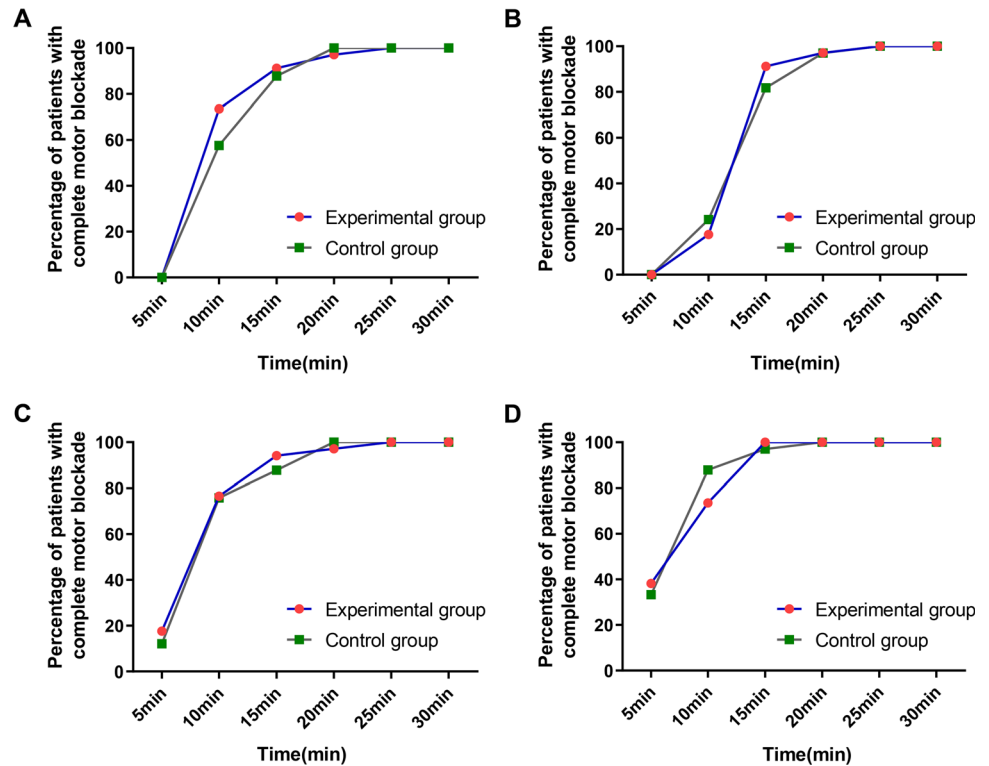 A
Percentage of patients with
complete motor blockade
100
80
60
40
20
0
Experimental group
Control group
5min
10min
15min
20min
25min
30min
Time(min)
B
Percentage of patients with
complete motor blockade
100
80
60
40
20
0
Experimental group
Control group
5min
10min
15min
20min
25min
30min
Time(min)
C
Percentage of patients with
complete motor blockade
100
80
60
40
20
0
Experimental group
Control group
5min
10min
15min
20min
25min
30min
Time(min)
D
Percentage of patients with
complete motor blockade
100
80
60
40
20
0
Experimental group
Control group
5min
10min
15min
20min
25min
30min
Time(min)